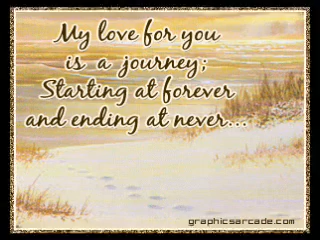 My love for you
is a journey;
Starting at forever
and ending at never...
graphicsarcade.com